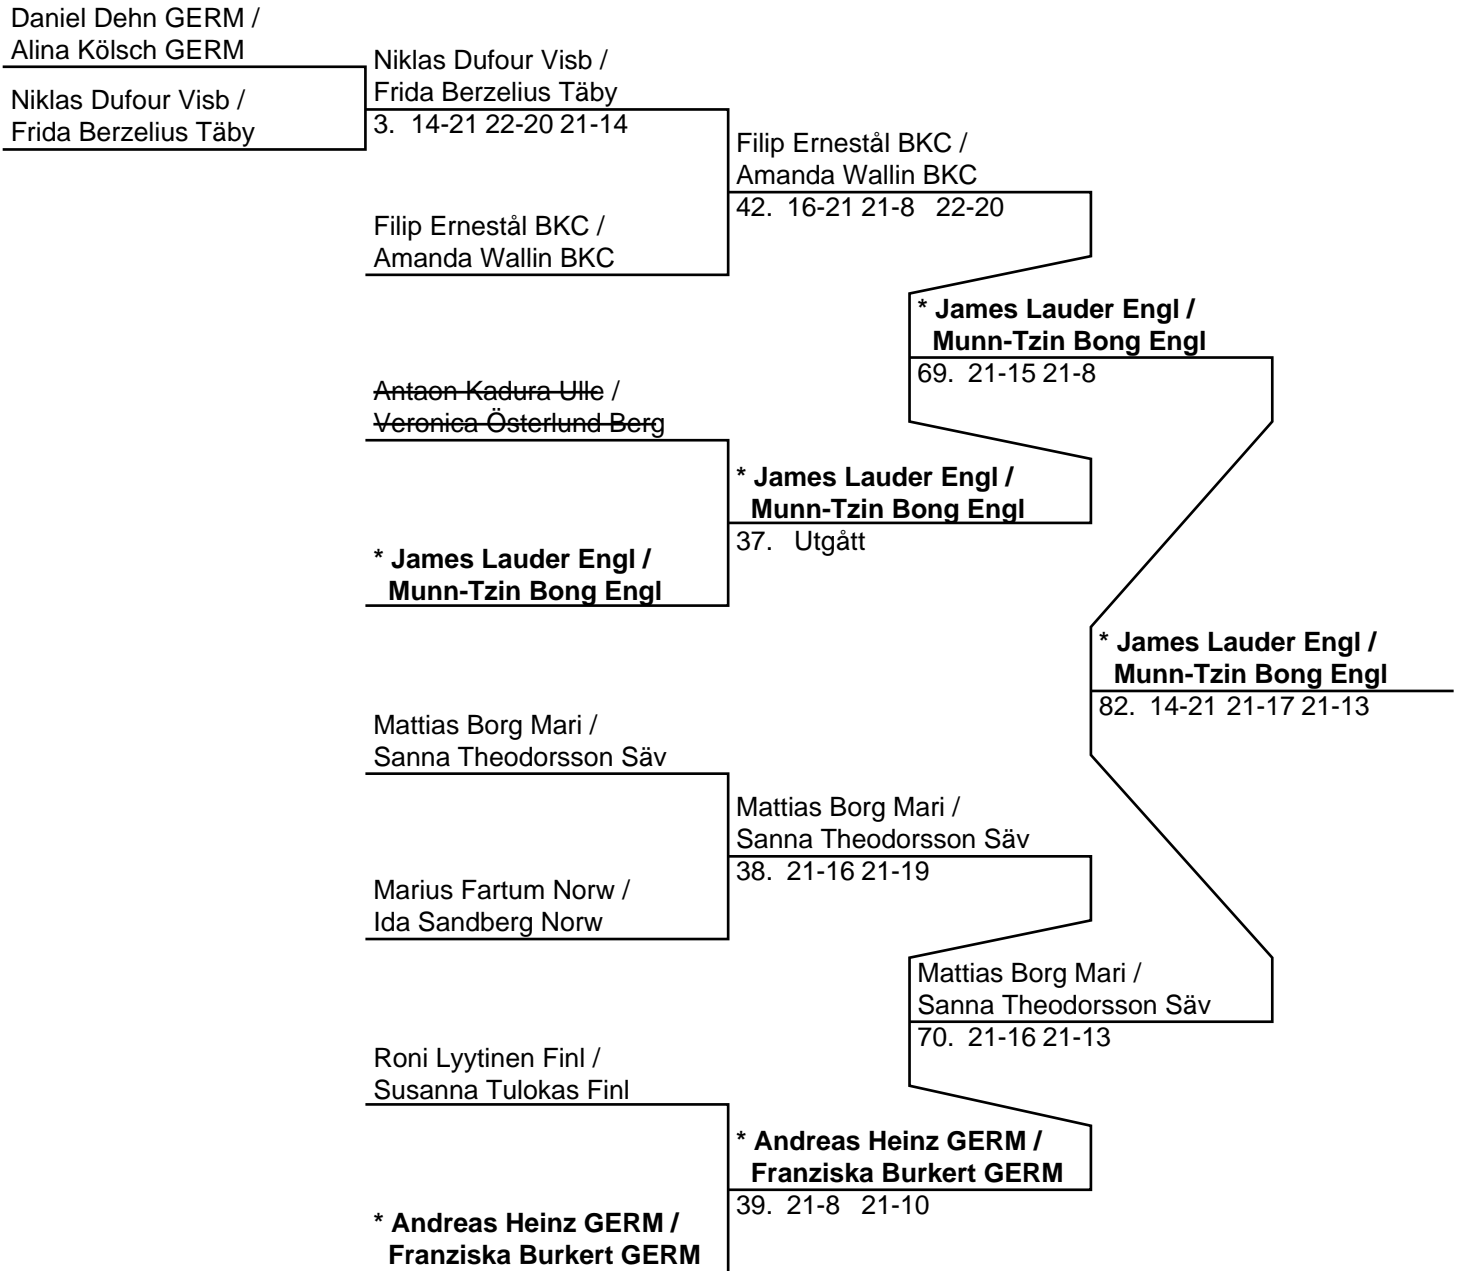 Daniel Dehn GERM /
Alina Kölsch GERM
Niklas Dufour Visb /
Frida Berzelius Täby
Niklas Dufour Visb /
Frida Berzelius Täby
3. 14-21 22-20 21-14
Filip Ernestål BKC /
Amanda Wallin BKC
Filip Ernestål BKC /
Amanda Wallin BKC
42. 16-21 21-8 22-20
Antaon Kadura Ulle /
Veronica Österlund Berg
* James Lauder Engl /
Munn-Tzin Bong Engl
* James Lauder Engl /
Munn-Tzin Bong Engl
37. Utgått
* James Lauder Engl /
Munn-Tzin Bong Engl
69. 21-15 21-8
Mattias Borg Mari /
Sanna Theodorsson Säv
Marius Fartum Norw /
Ida Sandberg Norw
Mattias Borg Mari /
Sanna Theodorsson Säv
38. 21-16 21-19
Roni Lyytinen Finl /
Susanna Tulokas Finl
* Andreas Heinz GERM /
Franziska Burkert GERM
* Andreas Heinz GERM /
Franziska Burkert GERM
39. 21-8 21-10
Mattias Borg Mari /
Sanna Theodorsson Säv
70. 21-16 21-13
* James Lauder Engl /
Munn-Tzin Bong Engl
82. 14-21 21-17 21-13